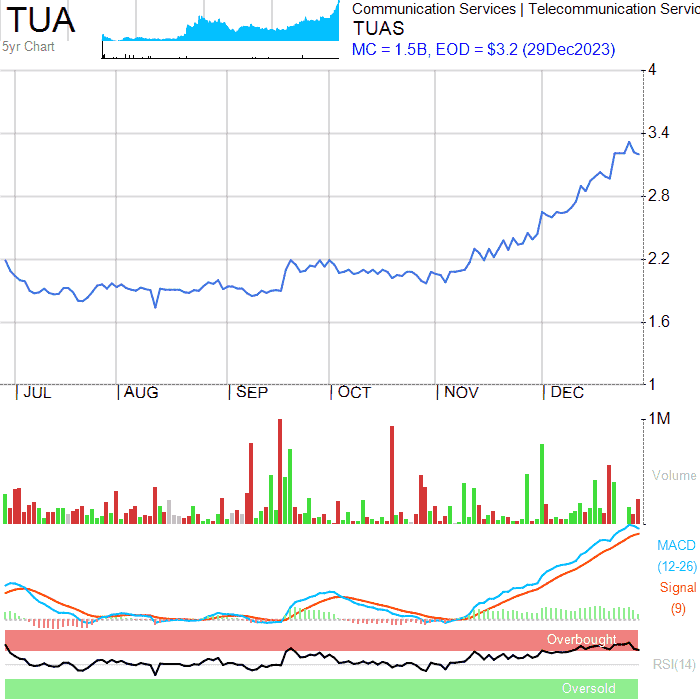 TUA
5yr Chart
Communication Services | Telecommunication Servic
TUAS
MC = 1.5B, EOD = $3.2 (29Dec2023)
4
3.4
2.8
2.2
1.6
1
JUL
AUG
SEP
OCT
NOV
DEC
1M
Volume
MACD
(12-26)
Signal
(9)
Overbought
RSI(14)
Oversold